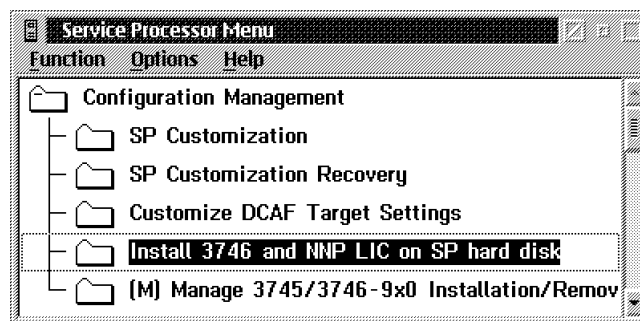 Service Processor Menu
Function Options Help
Configuration Management
SP Customization
SP Customization Recovery
Customize DCAF Target Settings
Install 3746 and NNP LIC on SP hard disk
(M) Manage 3745/3746-9x0 Installation/Remov